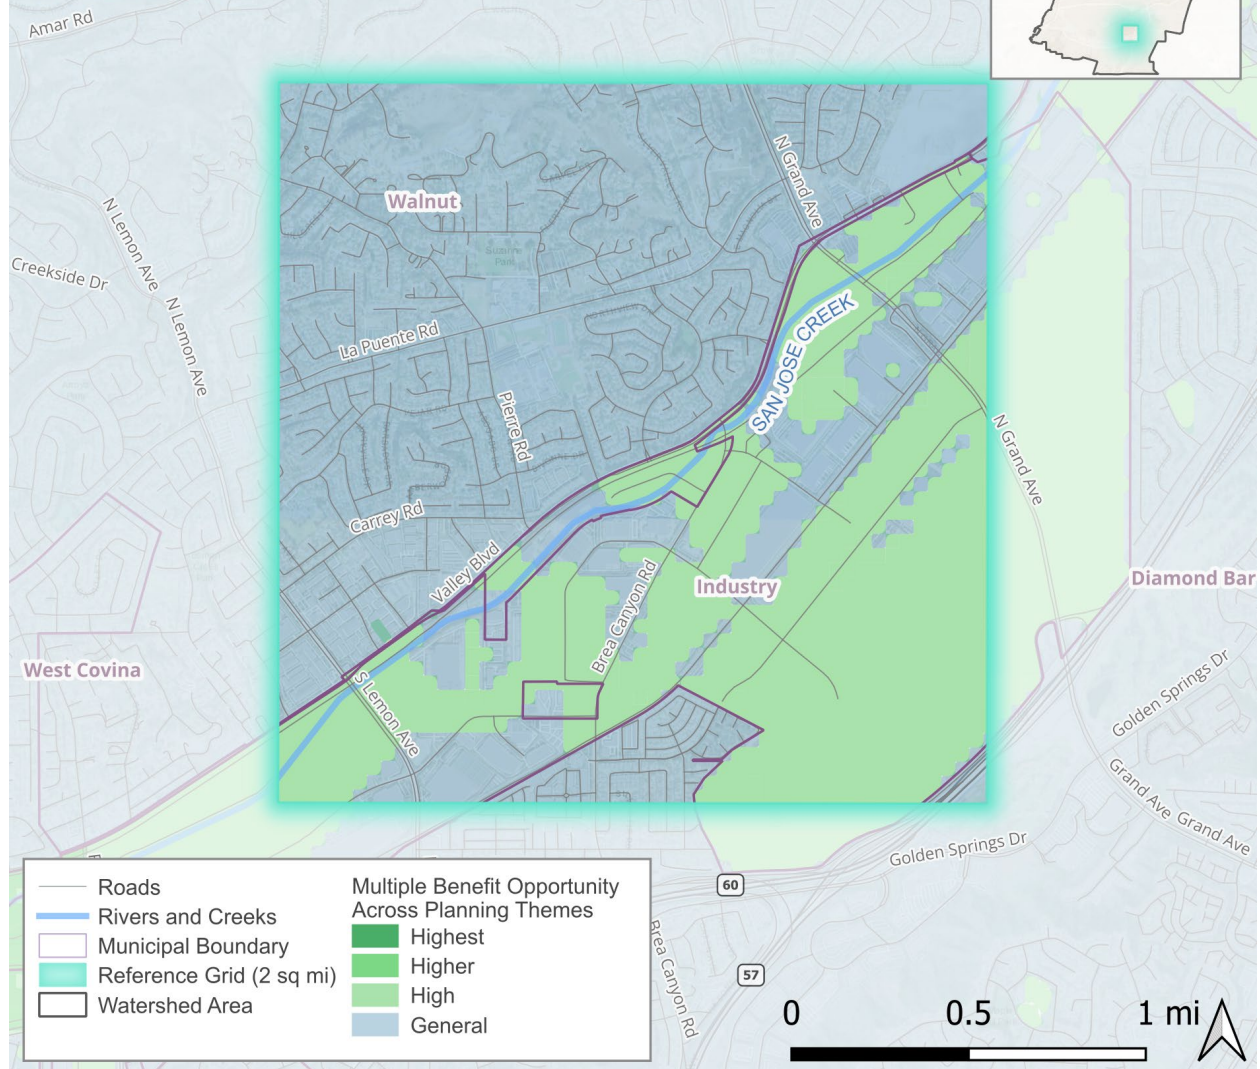 Amar Rd
N Grand Ave
Walnut
N Lemon Ave
Creekside Dr
N Lemon Ave
La Puente Rd
SAN JOSE CREEK
Pierre Rd
N Grand Ave
Carrey Rd
Valley Blvd
Industry
Diamond Bar
Brea Canyon Rd
West Covina
S Lemon Ave
Golden Springs Dr
Grand Ave
Grand Ave
Golden Springs Dr
60
Brea Canyon Rd
57
Roads
Rivers and Creeks
Municipal Boundary
Reference Grid (2 sq mi)
Watershed Area
Multiple Benefit Opportunity
Across Planning Themes
Highest
Higher
High
General
0 0.5 1 mi